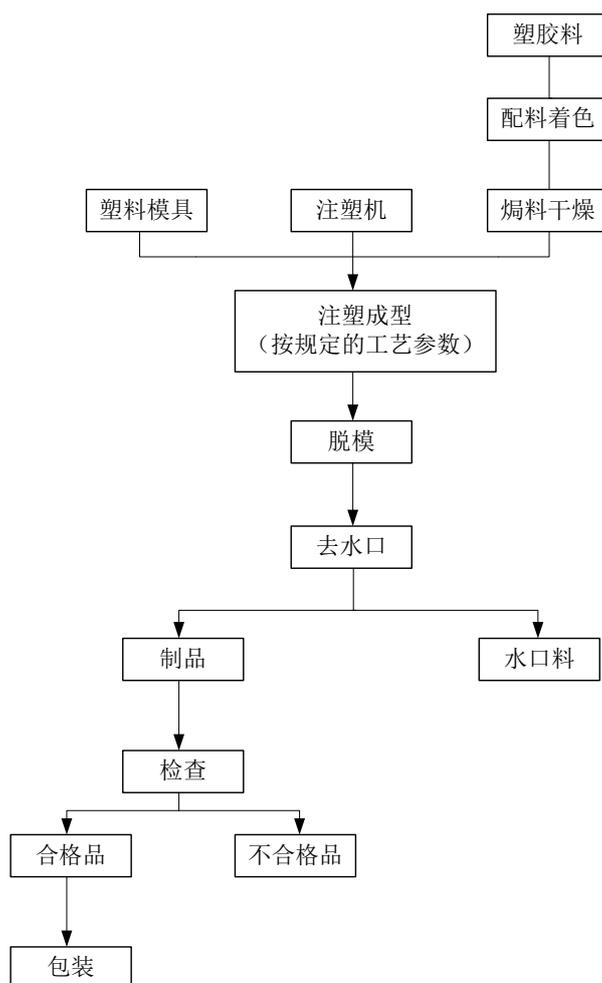 塑胶料
配料着色
塑料模具
注塑机
焗料干燥
注塑成型
（按规定的工艺参数）
脱模
去水口
制品
水口料
检查
合格品
不合格品
包装